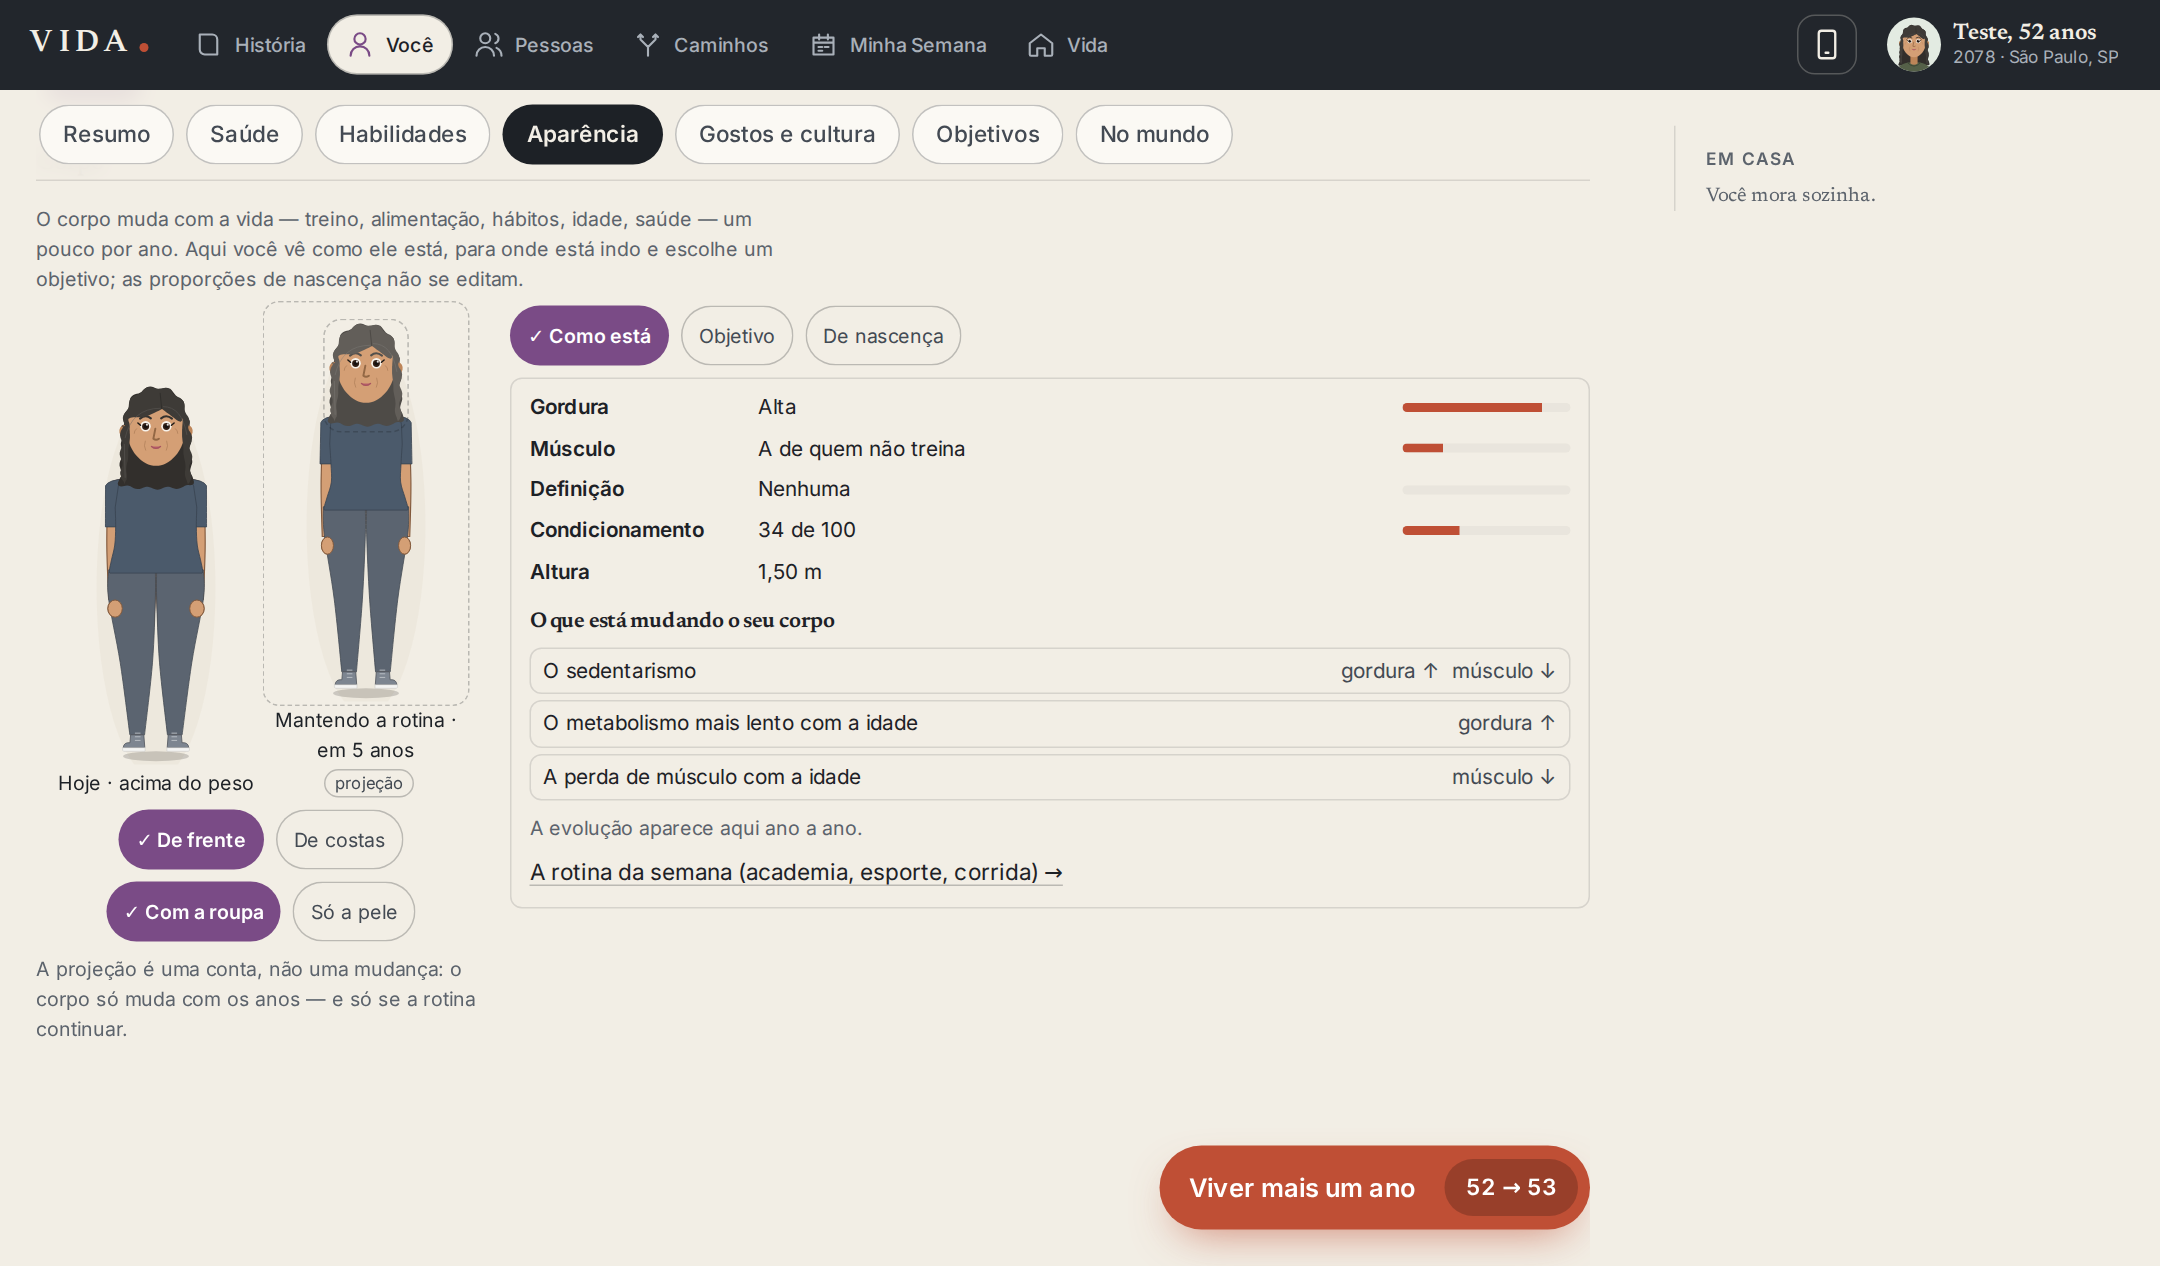 VIDA.
História
Você
Pessoas
Caminhos
Minha Semana
Vida
Teste, 52 anos
2078 · São Paulo, SP
Resumo
Saúde
Habilidades
Aparência
Gostos e cultura
Objetivos
No mundo
EM CASA
Você mora sozinha.
O corpo muda com a vida — treino, alimentação, hábitos, idade, saúde — um
pouco por ano. Aqui você vê como ele está, para onde está indo e escolhe um
objetivo; as proporções de nascença não se editam.
Hoje · acima do peso
Mantendo a rotina ·
em 5 anos
projeção
✓ De frente
De costas
✓ Com a roupa
Só a pele
A projeção é uma conta, não uma mudança: o
corpo só muda com os anos — e só se a rotina
continuar.
✓ Como está
Objetivo
De nascença
Gordura Alta
Músculo A de quem não treina
Definição Nenhuma
Condicionamento 34 de 100
Altura 1,50 m
O que está mudando o seu corpo
O sedentarismo gordura ↑ músculo ↓
O metabolismo mais lento com a idade gordura ↑
A perda de músculo com a idade músculo ↓
A evolução aparece aqui ano a ano.
A rotina da semana (academia, esporte, corrida) →
Viver mais um ano 52 → 53